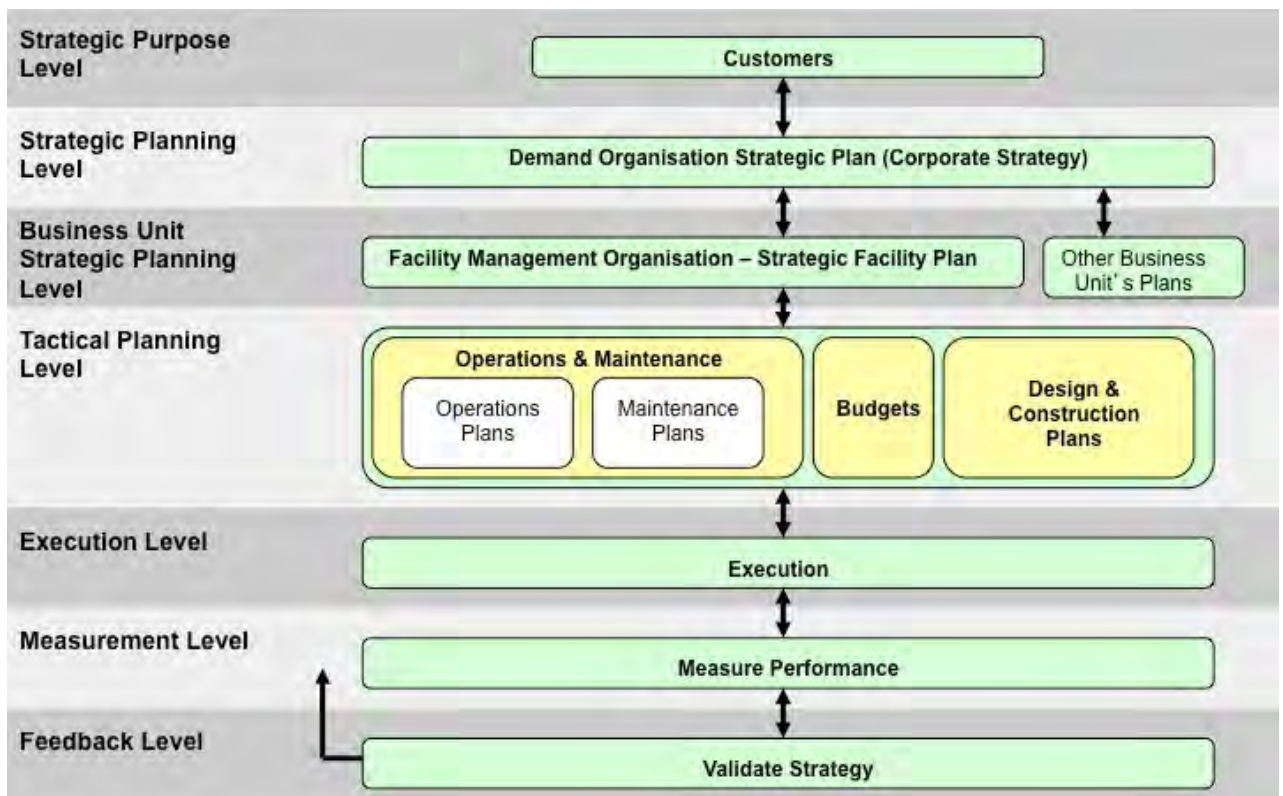 Strategic Purpose
Level
Customers
Strategic Planning
Level
Demand Organisation Strategic Plan (Corporate Strategy)
Business Unit
Strategic Planning
Level
Facility Management Organisation – Strategic Facility Plan
Other Business
Unit's Plans
Tactical Planning
Level
Operations & Maintenance
Operations
Plans
Maintenance
Plans
Budgets
Design &
Construction
Plans
Execution Level
Execution
Measurement Level
Measure Performance
Feedback Level
Validate Strategy